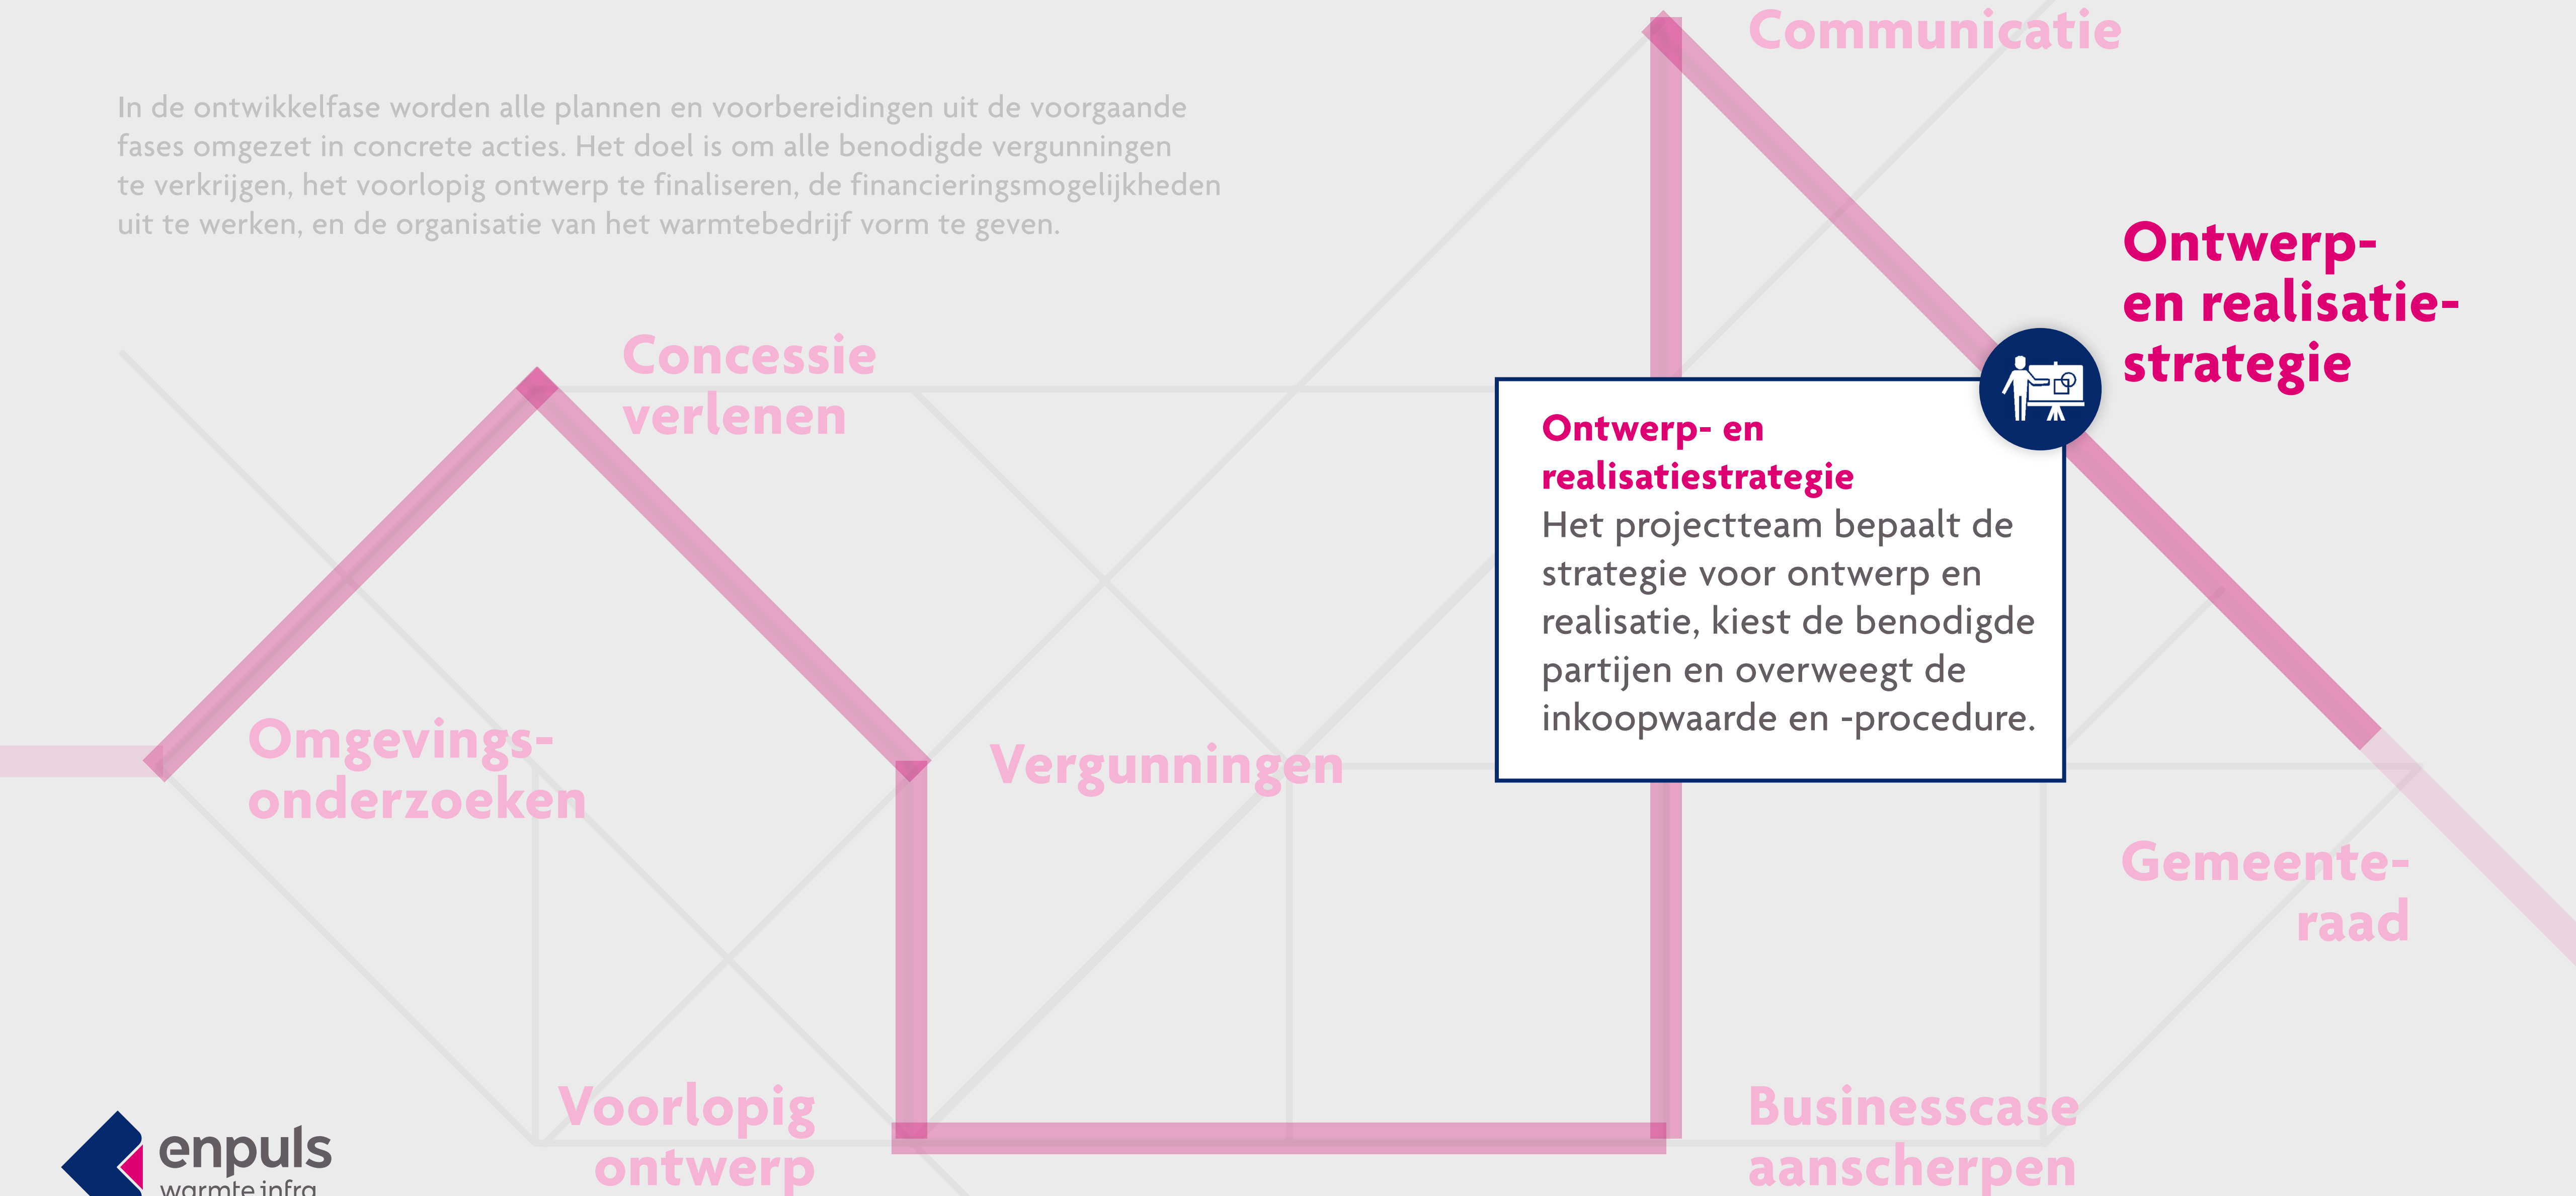 Communicatie
In de ontwikkelfase worden alle plannen en voorbereidingen uit de voorgaande
fases omgezet in concrete acties. Het doel is om alle benodigde vergunningen
te verkrijgen, het voorlopig ontwerp te finaliseren, de financieringsmogelijkheden
uit te werken, en de organisatie van het warmtebedrijf vorm te geven.
Ontwerp-
en realisatie-
strategie
Concessie
verlenen
Ontwerp- en
realisatiestrategie
Het projectteam bepaalt de
strategie voor ontwerp en
realisatie, kiest de benodigde
partijen en overweegt de
inkoopwaarde en -procedure.
Omgevings-
onderzoeken
Vergunningen
Gemeente-
raad
Voorlopig
ontwerp
Businesscase
aanscherpen
enpuls
warmte infra